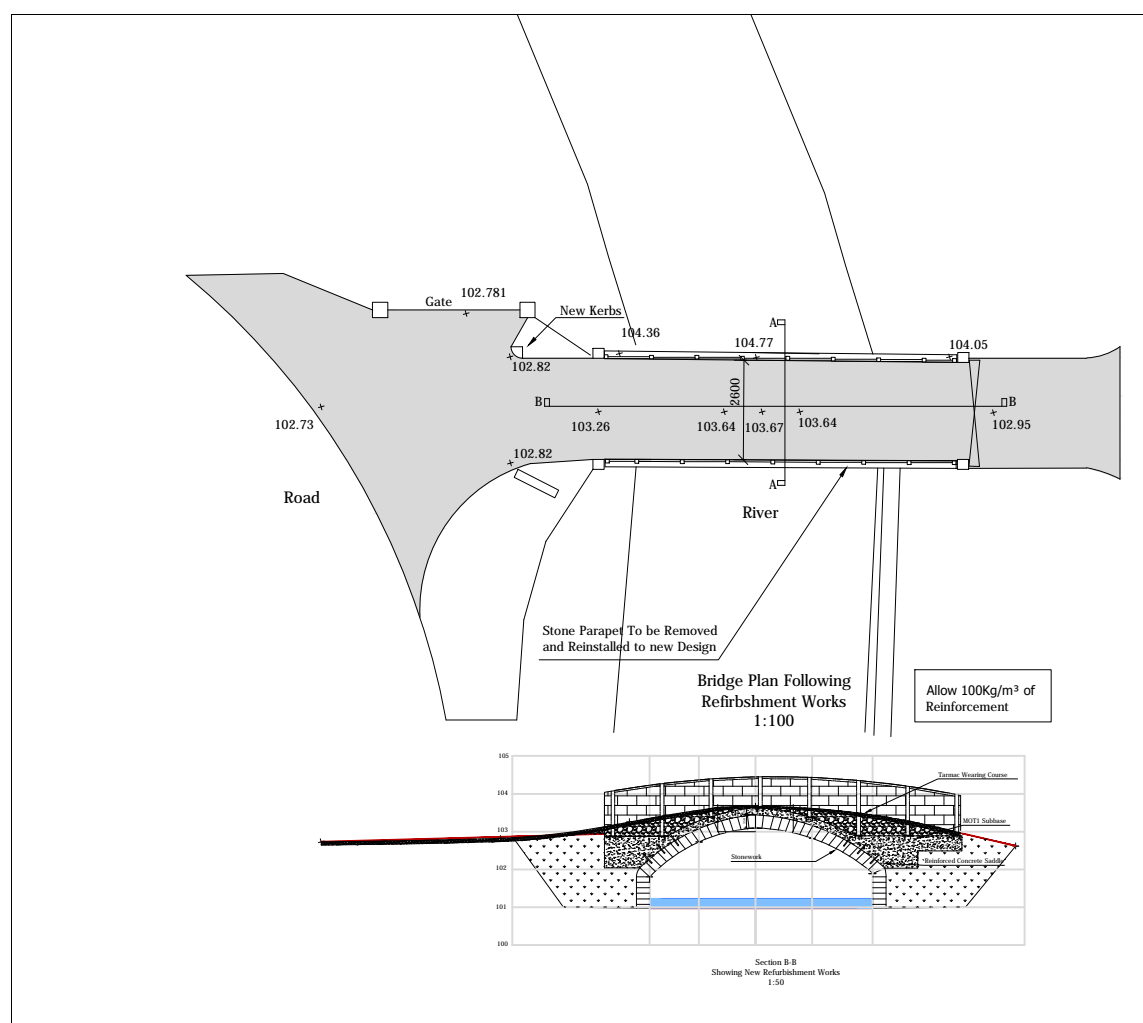 102.781
Gate
New Kerbs
A
104.36
104.77
104.05
102.82
2600
B
B
102.73
103.26
103.64
103.67
103.64
102.95
102.82
A
Road
River
Stone Parapet To be Removed
and Reinstalled to new Design
Bridge Plan Following
Refirbshment Works
1:100
Allow 100Kg/m³ of
Reinforcement
105
Tarmac Wearing Course
104
MOT1 Subbase
103
Stonework
*Reinforced Concrete Saddle
102
101
100
Section B-B
Showing New Refurbishment Works
1:50